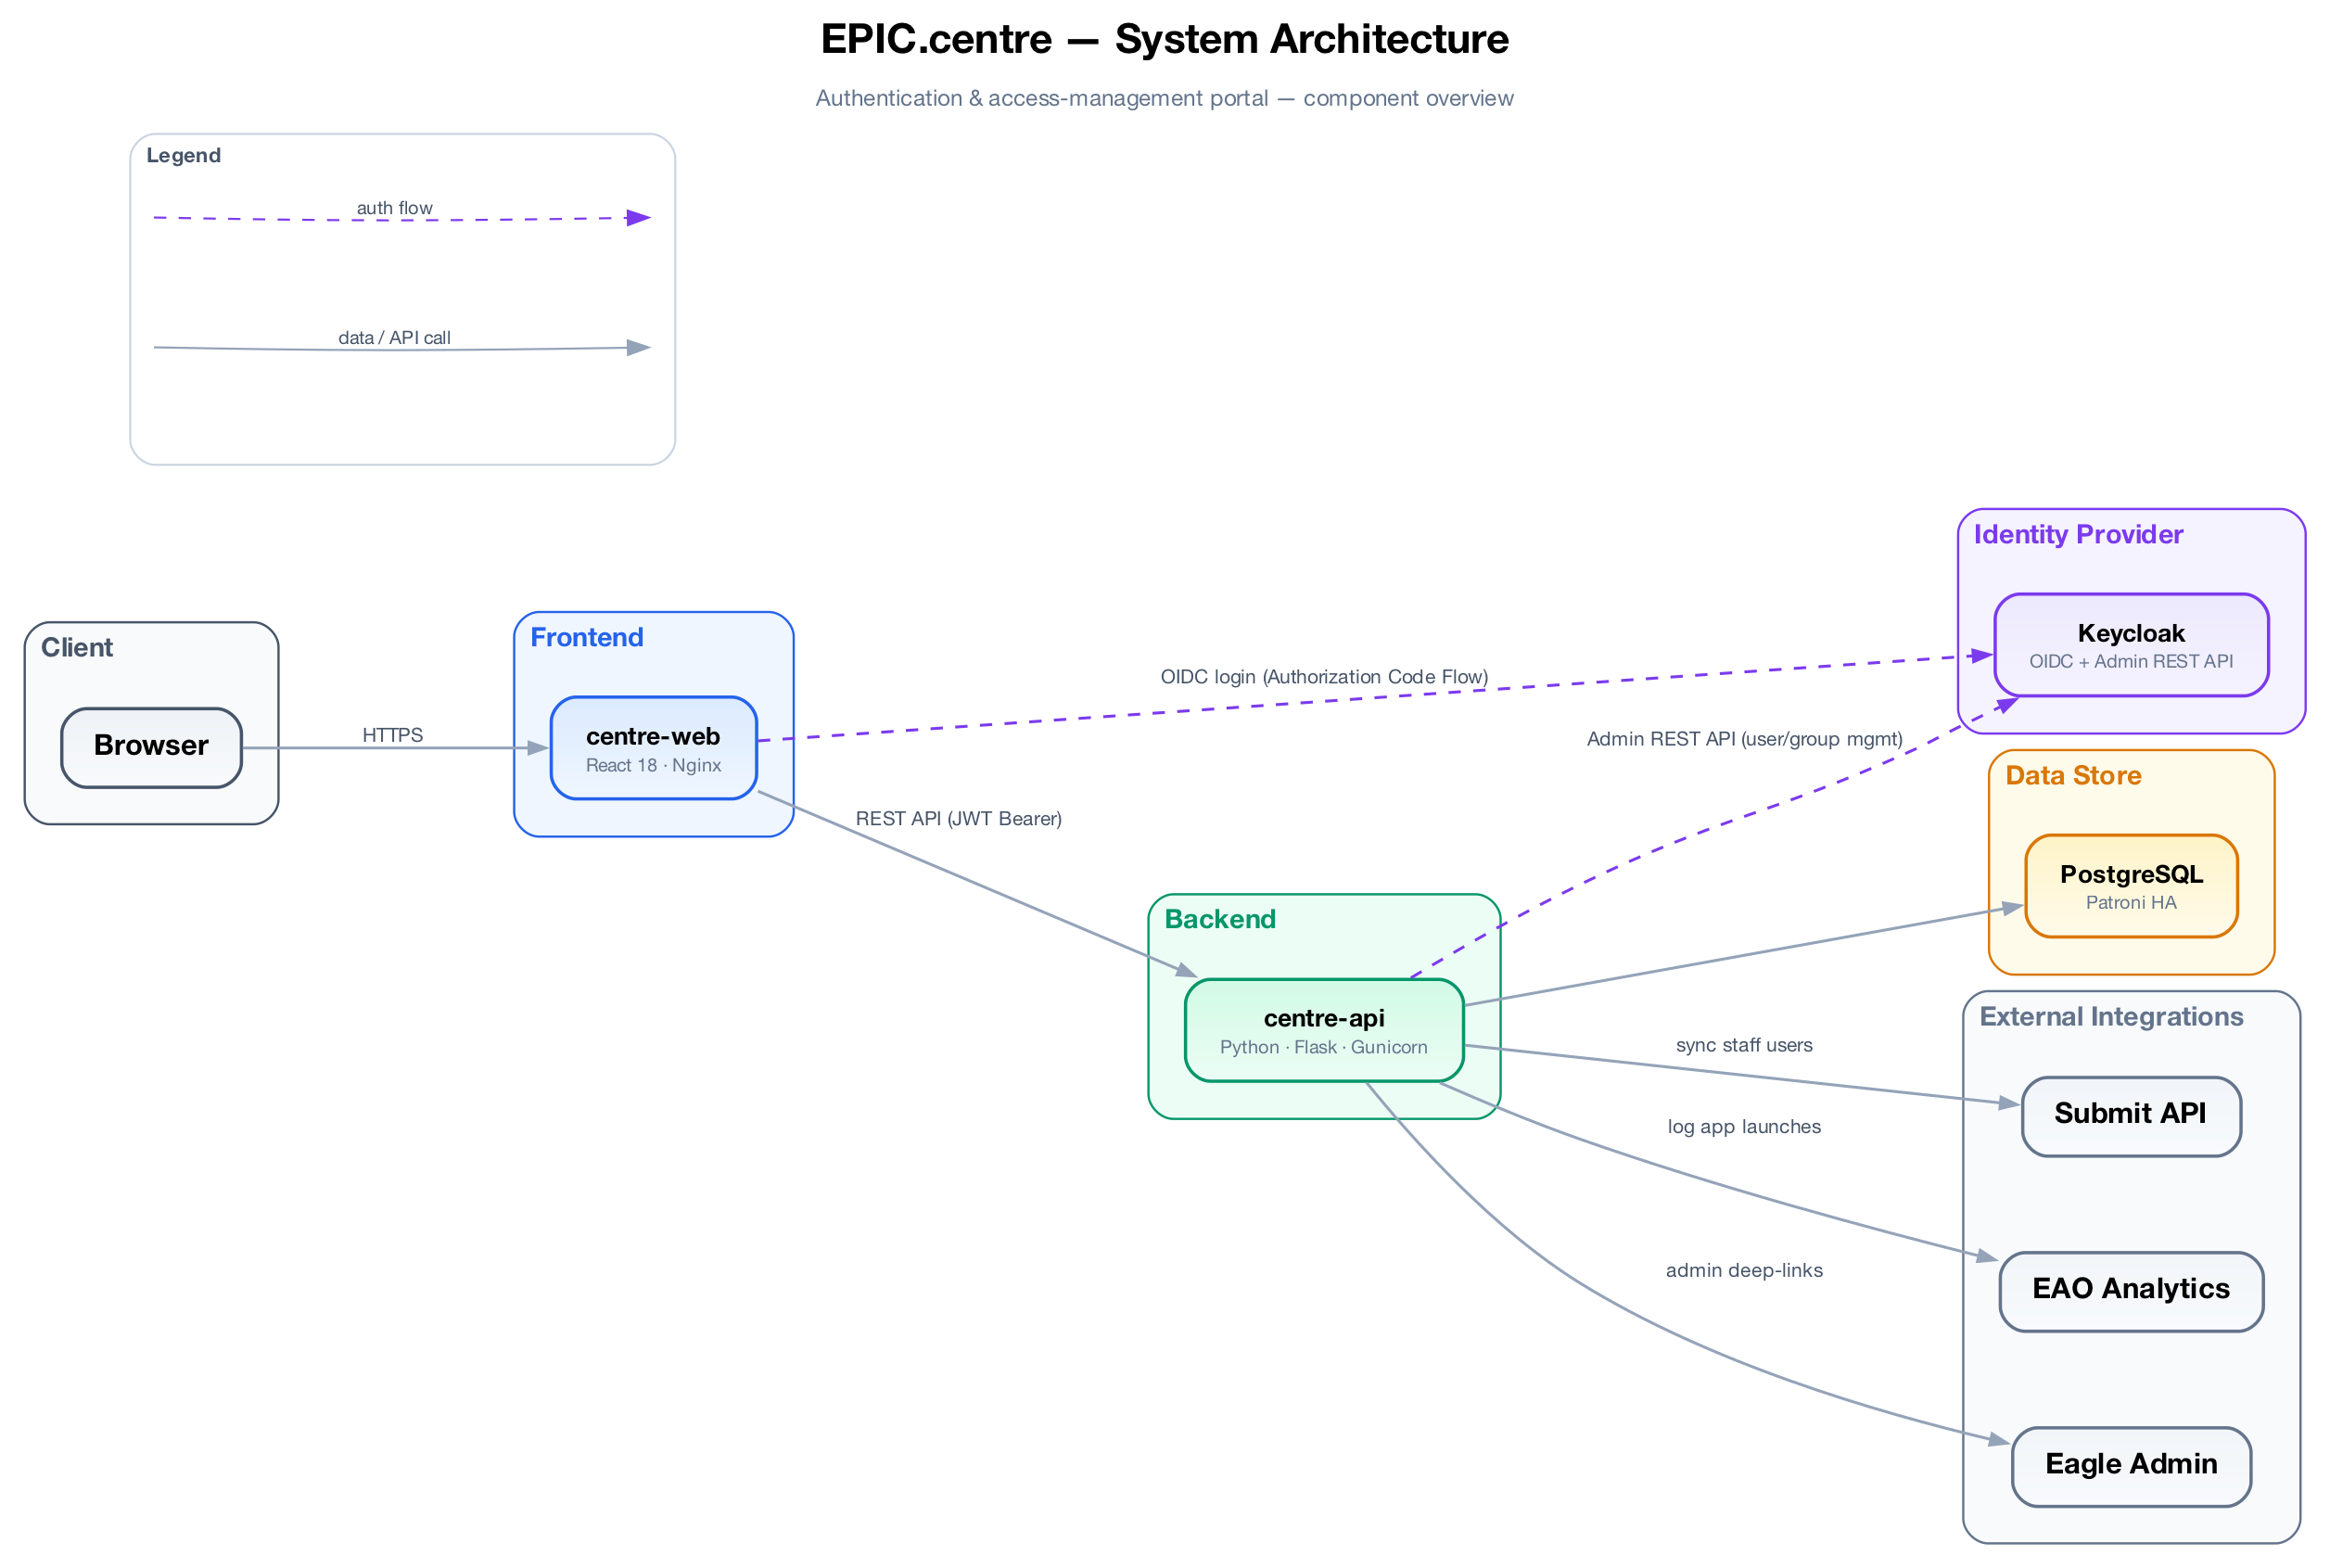 EPIC.centre — System Architecture
Authentication & access-management portal — component overview
Legend
auth flow
data / API call
Client
Browser
HTTPS
Frontend
centre-web
React 18 · Nginx
OIDC login (Authorization Code Flow)
REST API (JWT Bearer)
Identity Provider
Keycloak
OIDC + Admin REST API
Admin REST API (user/group mgmt)
Data Store
PostgreSQL
Patroni HA
Backend
centre-api
Python · Flask · Gunicorn
External Integrations
sync staff users
Submit API
log app launches
EAO Analytics
admin deep-links
Eagle Admin